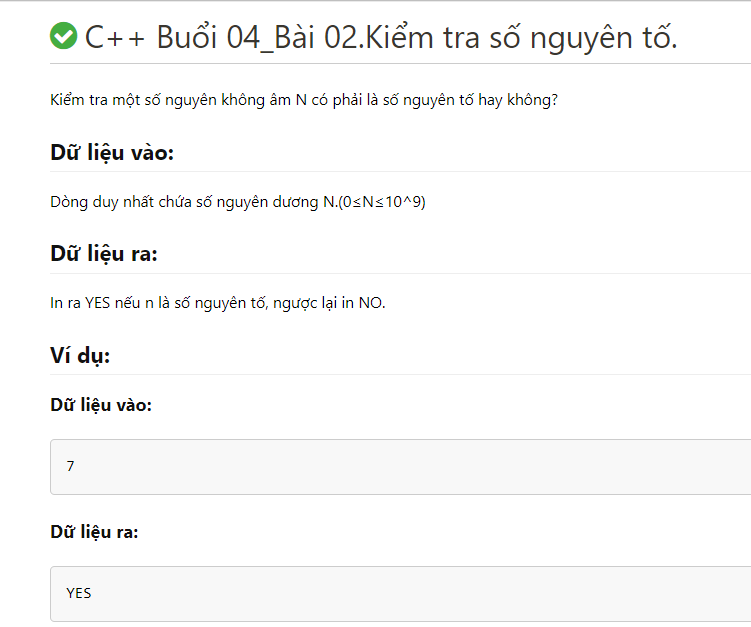 C++ Buổi 04_Bài 02.Kiểm tra số nguyên tố.
Kiểm tra một số nguyên không âm N có phải là số nguyên tố hay không?
Dữ liệu vào:
Dòng duy nhất chứa số nguyên dương N.(0≤N≤10^9)
Dữ liệu ra:
In ra YES nếu n là số nguyên tố, ngược lại in NO.
Ví dụ:
Dữ liệu vào:
7
Dữ liệu ra:
YES